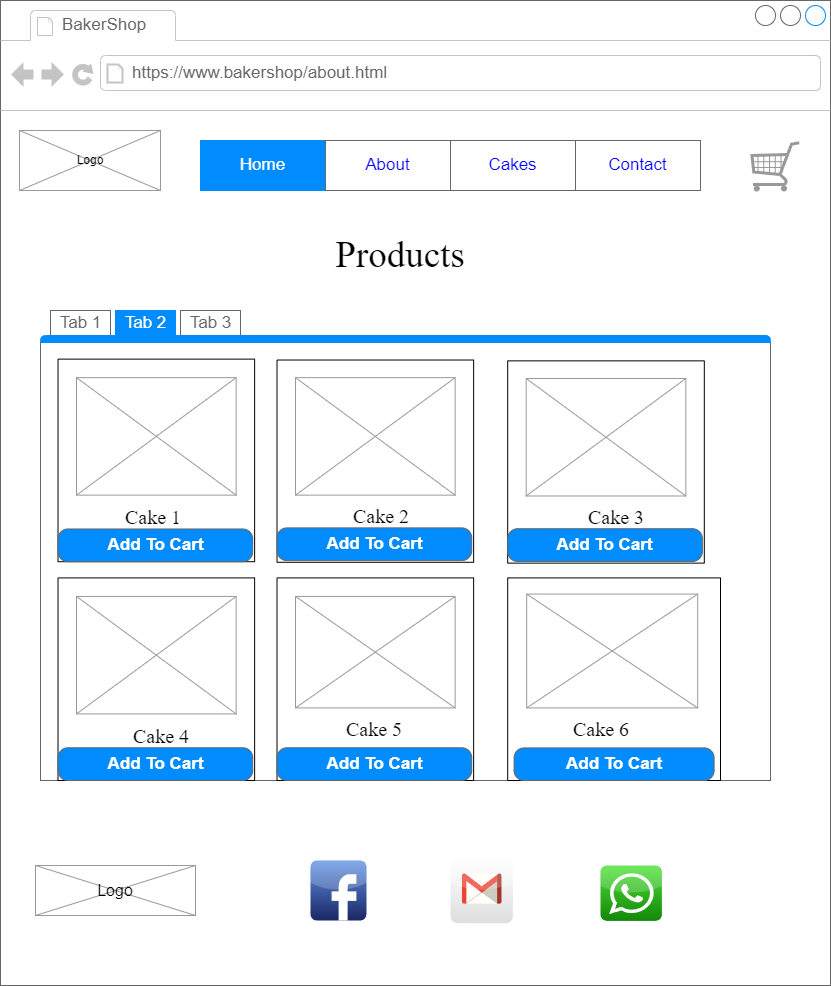 BakerShop
https://www.bakershop/about.html
Logo
Home About Cakes Contact
Products
Tab 1 Tab 2 Tab 3
Cake 1 Cake 2 Cake 3
Add To Cart Add To Cart Add To Cart
Cake 4 Cake 5 Cake 6
Add To Cart Add To Cart Add To Cart
Logo